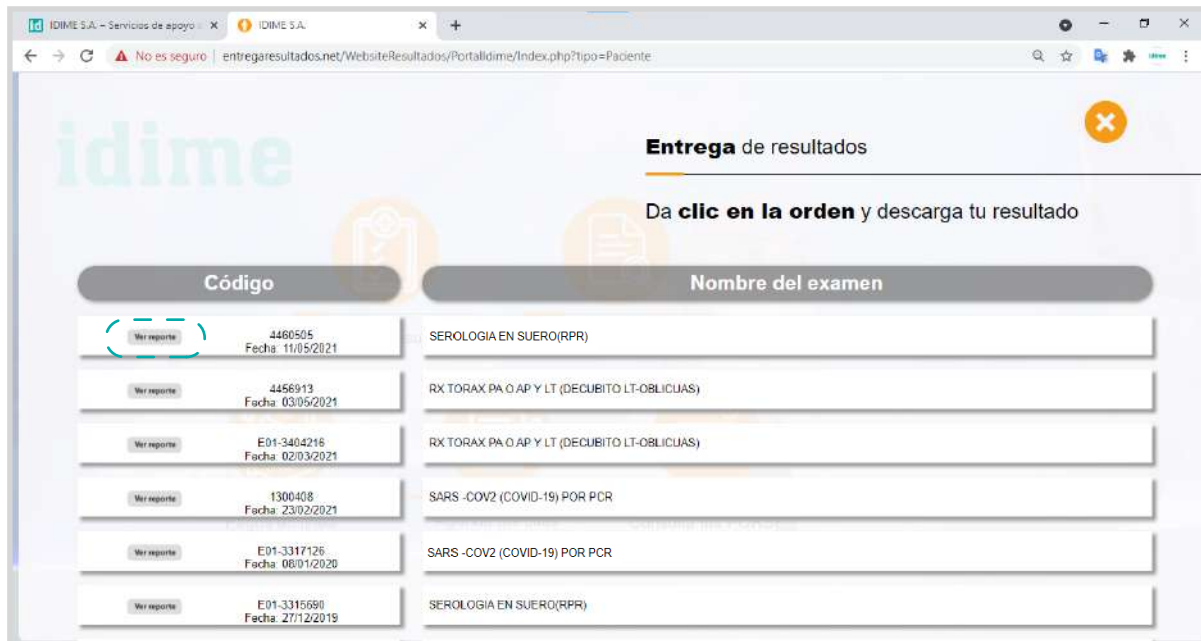 IDIME S.A. – Servicios de apoyo
IDIME S.A.
No es seguro
entregaresultados.net/WebsiteResultados/PortalIdime/Index.php?tipo=Paciente
idime
Entrega de resultados
Da clic en la orden y descarga tu resultado
Código
Nombre del examen
Ver reporte
4460505
Fecha: 11/05/2021
SEROLOGIA EN SUERO(RPR)
Ver reporte
4456913
Fecha: 03/05/2021
RX TORAX PA O AP Y LT (DECUBITO LT-OBLICUAS)
Ver reporte
E01-3404216
Fecha: 02/03/2021
RX TORAX PA O AP Y LT (DECUBITO LT-OBLICUAS)
Ver reporte
1300408
Fecha: 23/02/2021
SARS -COV2 (COVID-19) POR PCR
Ver reporte
E01-3317126
Fecha: 08/01/2020
SARS -COV2 (COVID-19) POR PCR
Ver reporte
E01-3315690
Fecha: 27/12/2019
SEROLOGIA EN SUERO(RPR)